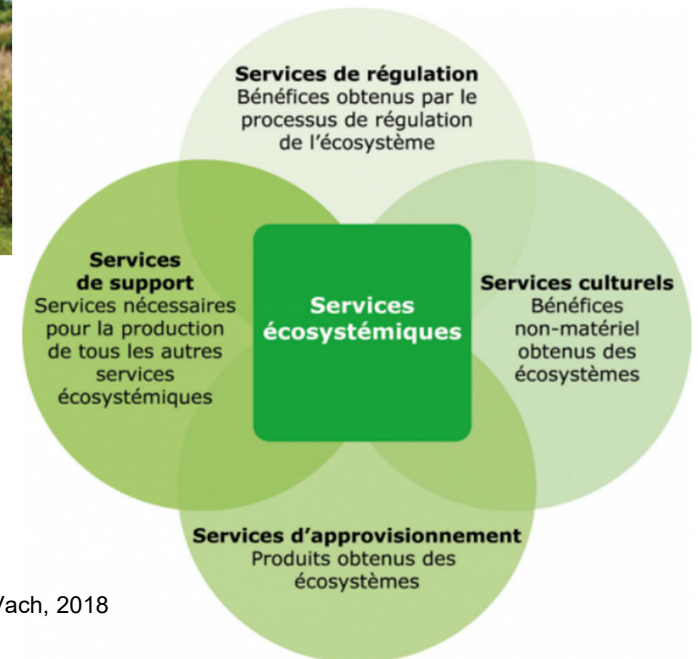 Services de régulation
Bénéfices obtenus par le
processus de régulation
de l'écosystème
Services
de support
Services nécessaires
pour la production
de tous les autres
services
écosystémiques
Services
écosystémiques
Services culturels
Bénéfices
non-matériel
obtenus des
écosystèmes
Services d'approvisionnement
Produits obtenus des
écosystèmes
Vach, 2018